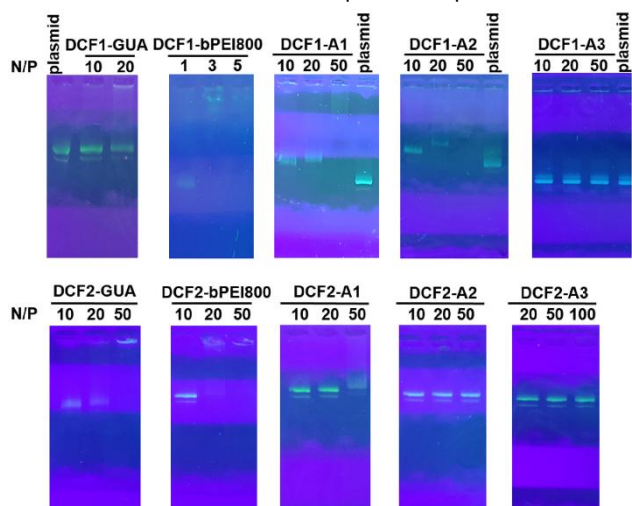 plasmid DCF1-GUA DCF1-bPEI800 DCF1-A1 plasmid DCF1-A2 plasmid DCF1-A3
N/P 10 20 1 3 5 10 20 50 10 20 50 10 20 50 plasmid
DCF2-GUA DCF2-bPEI800 DCF2-A1 DCF2-A2 DCF2-A3
N/P 10 20 50 10 20 50 10 20 50 10 20 50 20 50 100